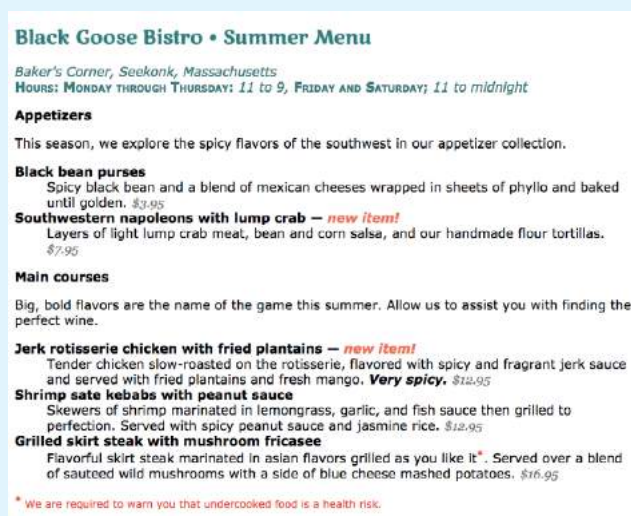 Black Goose Bistro • Summer Menu
Baker's Corner, Seekonk, Massachusetts
Hours: Monday through Thursday: 11 to 9, Friday and Saturday; 11 to midnight
Appetizers
This season, we explore the spicy flavors of the southwest in our appetizer collection.
Black bean purses
Spicy black bean and a blend of mexican cheeses wrapped in sheets of phyllo and baked
until golden. $3.95
Southwestern napoleons with lump crab — new item!
Layers of light lump crab meat, bean and corn salsa, and our handmade flour tortillas.
$7.95
Main courses
Big, bold flavors are the name of the game this summer. Allow us to assist you with finding the
perfect wine.
Jerk rotisserie chicken with fried plantains — new item!
Tender chicken slow-roasted on the rotisserie, flavored with spicy and fragrant jerk sauce
and served with fried plantains and fresh mango. Very spicy. $12.95
Shrimp sate kebabs with peanut sauce
Skewers of shrimp marinated in lemongrass, garlic, and fish sauce then grilled to
perfection. Served with spicy peanut sauce and jasmine rice. $12.95
Grilled skirt steak with mushroom fricasee
Flavorful skirt steak marinated in asian flavors grilled as you like it*. Served over a blend
of sauteed wild mushrooms with a side of blue cheese mashed potatoes. $16.95
* We are required to warn you that undercooked food is a health risk.